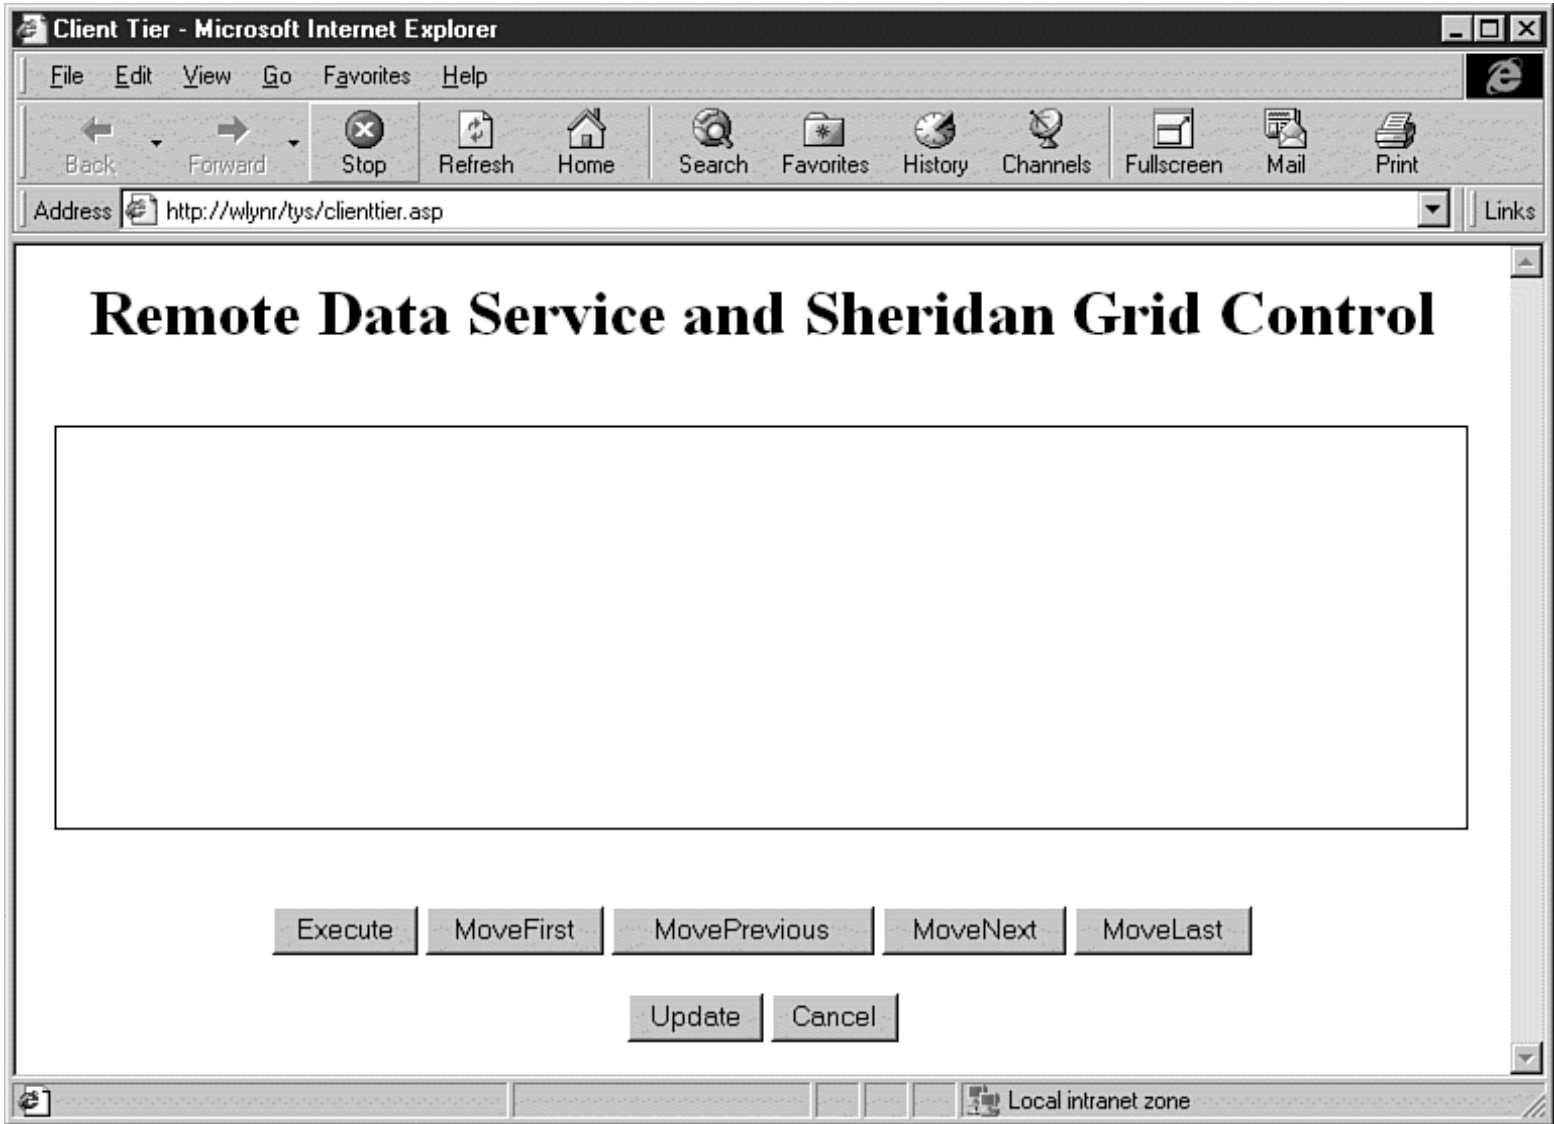 Client Tier - Microsoft Internet Explorer
File Edit View Go Favorites Help
Back Forward Stop Refresh Home Search Favorites History Channels Fullscreen Mail Print
Address http://wlynr/tys/clienttier.asp Links
Remote Data Service and Sheridan Grid Control
Execute MoveFirst MovePrevious MoveNext MoveLast
Update Cancel
Local intranet zone